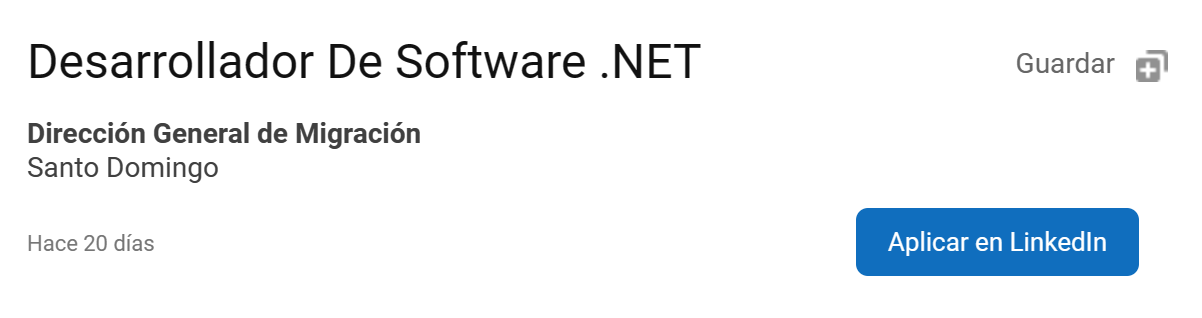 Desarrollador De Software .NET
Guardar
Dirección General de Migración
Santo Domingo
Hace 20 días
Aplicar en LinkedIn